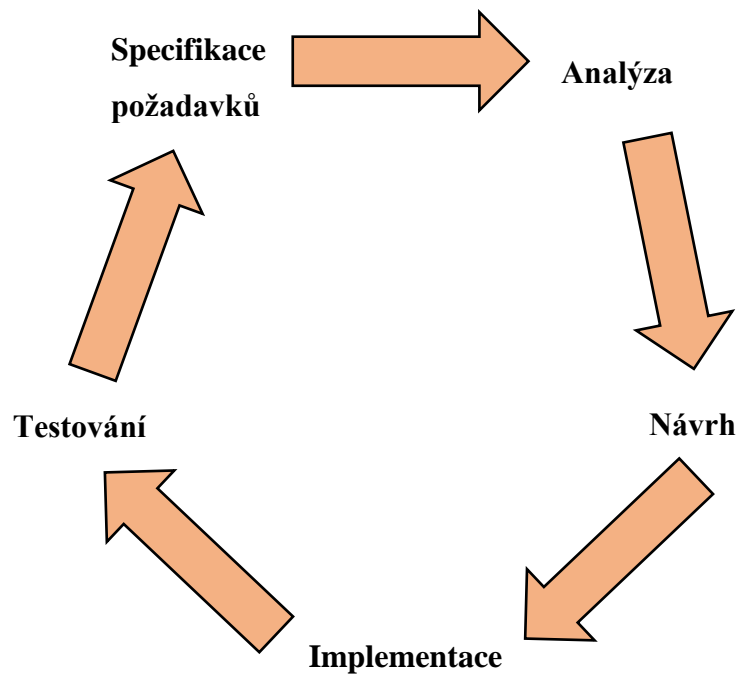 Specifikace
požadavků
Analýza
Návrh
Implementace
Testování